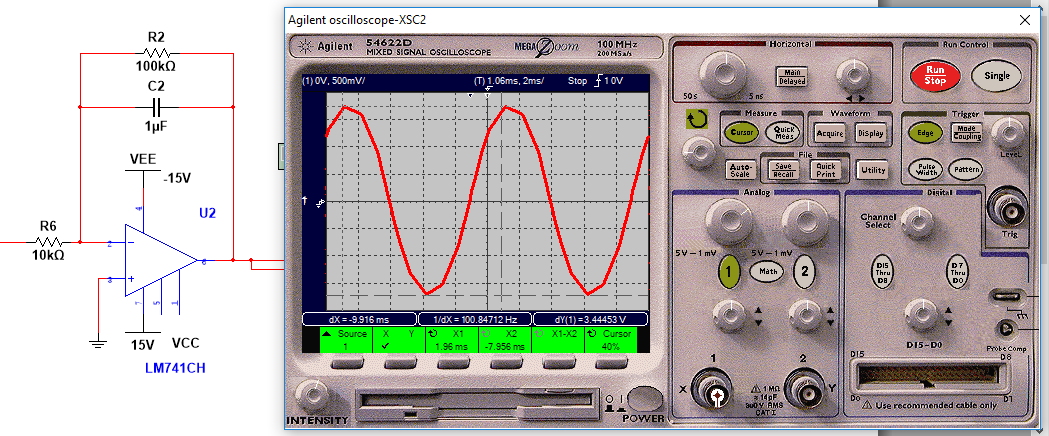 R2
100kΩ
C2
1µF
VEE
-15V
U2
R6
10kΩ
2
3
4
6
7
5
1
15V
VCC
LM741CH
Agilent oscilloscope-XSC2
Agilent
54622D
MIXED SIGNAL OSCILLOSCOPE
MEGA Zoom
100 MHz
200 MSa/s
(1) 0V, 500mV/
(T) 1.06ms, 2ms/
Stop
1 0V
dX = -9.916 ms
1/dX = 100.84712 Hz
dY(1) = 3.44453 V
Source
1
X Y
✓
X1
1.96 ms
X2
-7.956 ms
X1-X2
Cursor
40%
INTENSITY
POWER
Horizontal
50 s
5 ns
Main
Delayed
Run Control
Run
Stop
Single
Measure
Cursor
Quick
Meas
Waveform
Acquire
Display
Trigger
Edge
Mode
Coupling
Level
Auto-
Scale
File
Save
Recall
Quick
Print
Utility
Pulse
Width
Pattern
Trig
Analog
5 V - 1 mV
5 V - 1 mV
1
Math
2
1
2
X
Y
⚠ 1 MΩ
≅ 14pF
300V RMS
CAT I
Digital
Channel
Select
D15
Thru
D8
D7
Thru
D0
D15-D0
Probe Comp
D15
D8
D0
D7
⚠ Use recommended cable only